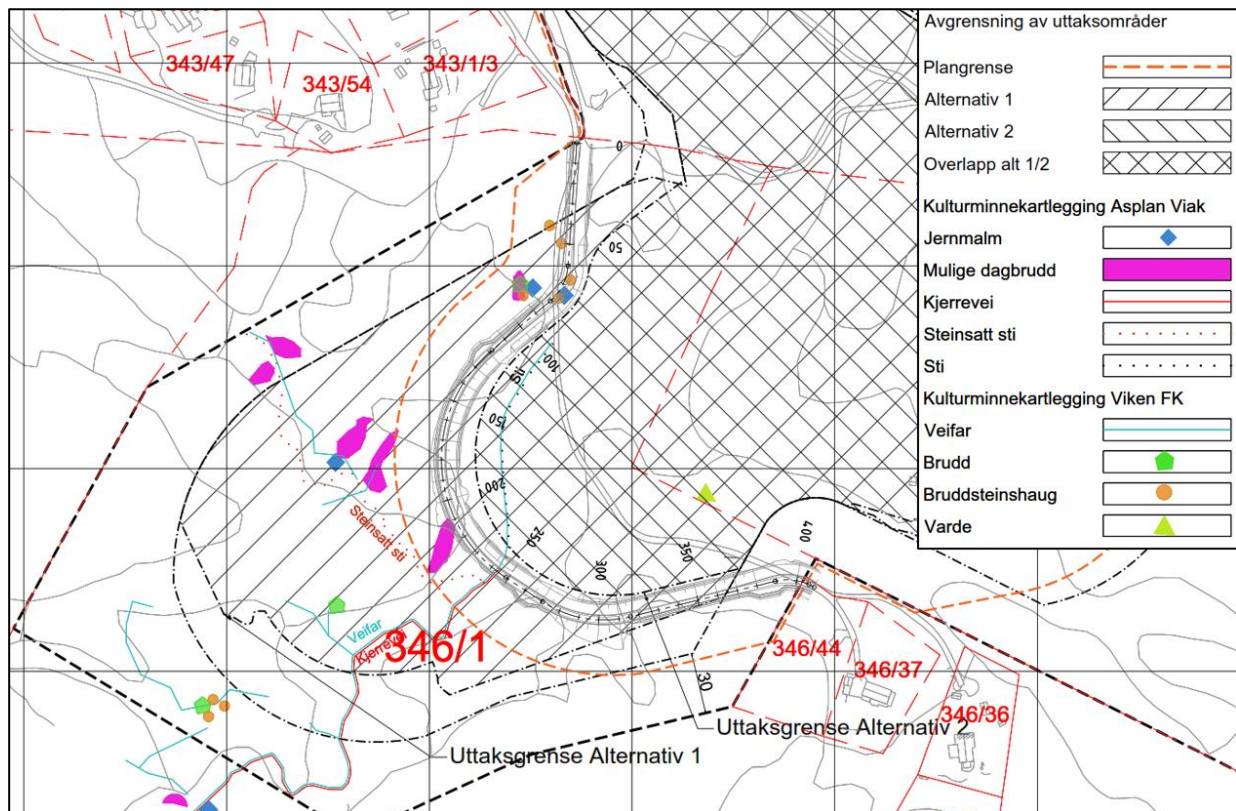 343/47
343/54
343/1/3
0
50
100
Sti
150
200
250
300
350
400
Steinsatt sti
Veifar
Kjerrevei
346/1
346/44
346/37
346/36
30
Uttaksgrense Alternativ 2
Uttaksgrense Alternativ 1
Avgrensning av uttaksområder
Plangrense
Alternativ 1
Alternativ 2
Overlapp alt 1/2
Kulturminnekartlegging Asplan Viak
Jernmalm
Mulige dagbrudd
Kjerrevei
Steinsatt sti
Sti
Kulturminnekartlegging Viken FK
Veifar
Brudd
Bruddsteinshaug
Varde